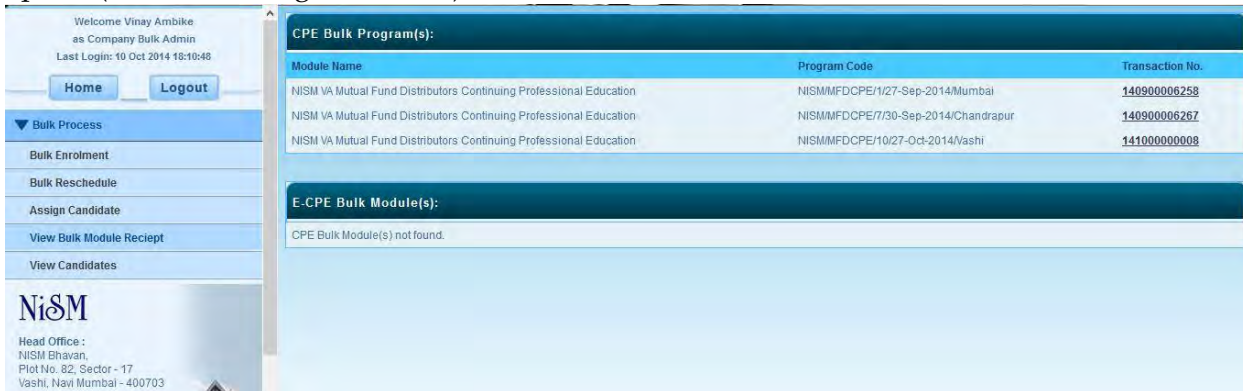 Welcome Vinay Ambike
as Company Bulk Admin
Last Login: 10 Oct 2014 18:10:48
Home Logout
▼ Bulk Process
Bulk Enrolment
Bulk Reschedule
Assign Candidate
View Bulk Module Reciept
View Candidates
NiSM
Head Office :
NISM Bhavan,
Plot No. 82, Sector - 17
Vashi, Navi Mumbai - 400703
CPE Bulk Program(s):
Module Name Program Code Transaction No.
NISM VA Mutual Fund Distributors Continuing Professional Education NISM/MFDCPE/1/27-Sep-2014/Mumbai 140900006258
NISM VA Mutual Fund Distributors Continuing Professional Education NISM/MFDCPE/7/30-Sep-2014/Chandrapur 140900006267
NISM VA Mutual Fund Distributors Continuing Professional Education NISM/MFDCPE/10/27-Oct-2014/Vashi 141000000008
E-CPE Bulk Module(s):
CPE Bulk Module(s) not found.